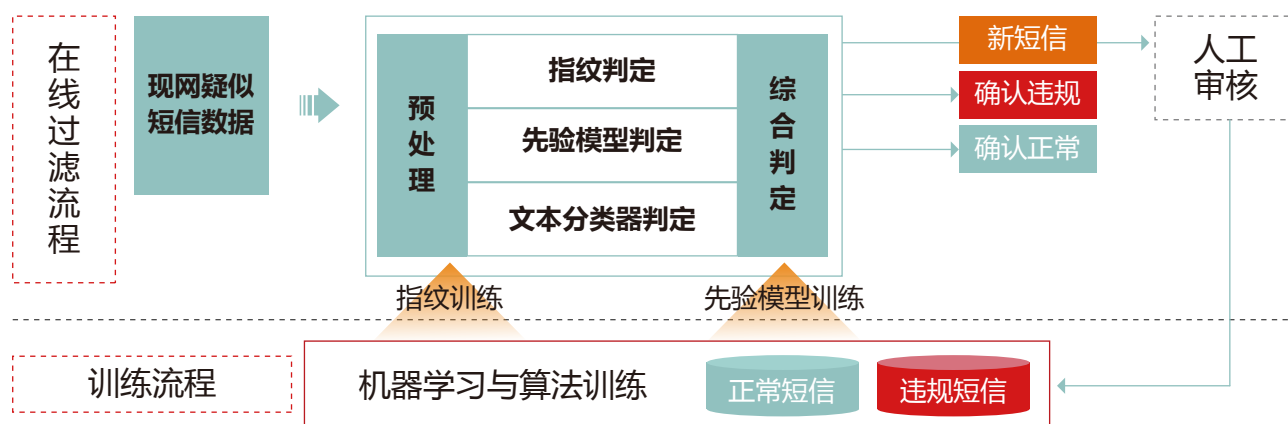 在线过滤流程
现网疑似
短信数据
预处理
指纹判定
先验模型判定
文本分类器判定
综合判定
新短信
确认违规
确认正常
人工
审核
指纹训练
先验模型训练
训练流程
机器学习与算法训练
正常短信
违规短信